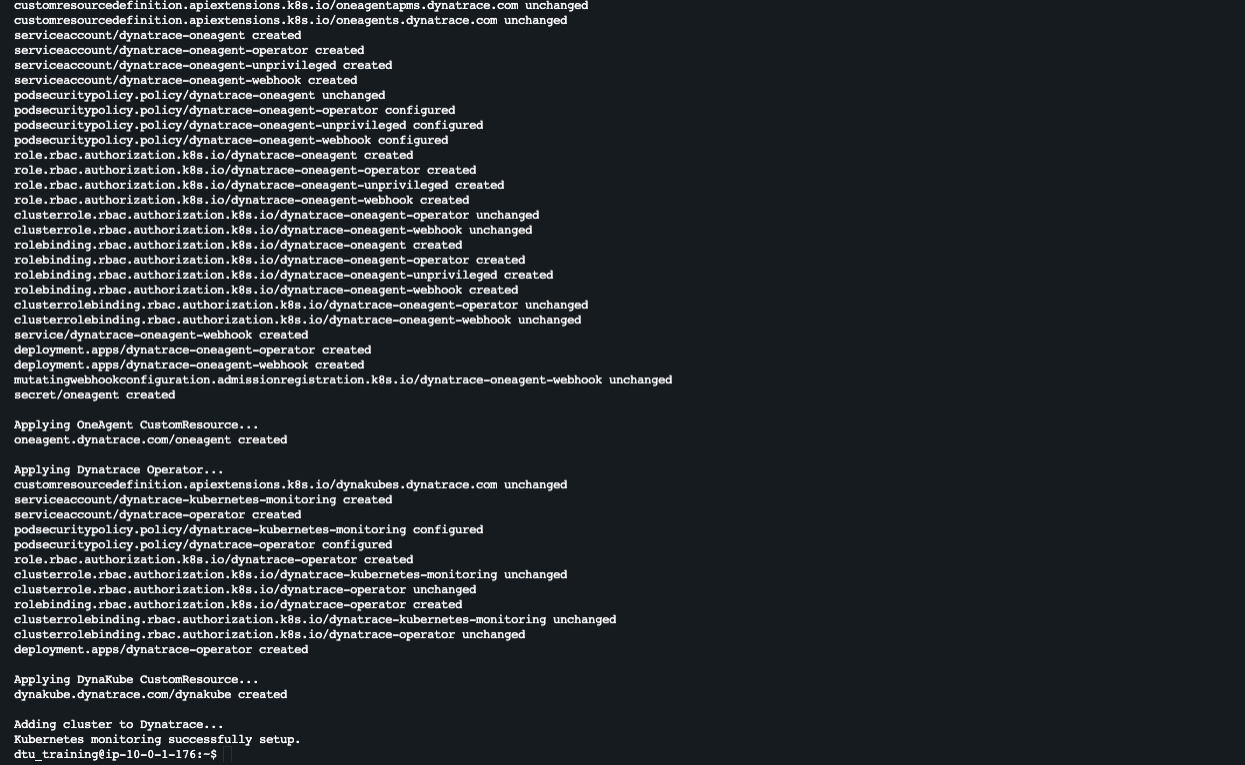 customresourcedefinition.apiextensions.k8s.io/oneagentapms.dynatrace.com unchanged
customresourcedefinition.apiextensions.k8s.io/oneagents.dynatrace.com unchanged
serviceaccount/dynatrace-oneagent created
serviceaccount/dynatrace-oneagent-operator created
serviceaccount/dynatrace-oneagent-unprivileged created
serviceaccount/dynatrace-oneagent-webhook created
podsecuritypolicy.policy/dynatrace-oneagent unchanged
podsecuritypolicy.policy/dynatrace-oneagent-operator configured
podsecuritypolicy.policy/dynatrace-oneagent-unprivileged configured
podsecuritypolicy.policy/dynatrace-oneagent-webhook configured
role.rbac.authorization.k8s.io/dynatrace-oneagent created
role.rbac.authorization.k8s.io/dynatrace-oneagent-operator created
role.rbac.authorization.k8s.io/dynatrace-oneagent-unprivileged created
role.rbac.authorization.k8s.io/dynatrace-oneagent-webhook created
clusterrole.rbac.authorization.k8s.io/dynatrace-oneagent-operator unchanged
clusterrole.rbac.authorization.k8s.io/dynatrace-oneagent-webhook unchanged
rolebinding.rbac.authorization.k8s.io/dynatrace-oneagent created
rolebinding.rbac.authorization.k8s.io/dynatrace-oneagent-operator created
rolebinding.rbac.authorization.k8s.io/dynatrace-oneagent-unprivileged created
rolebinding.rbac.authorization.k8s.io/dynatrace-oneagent-webhook created
clusterrolebinding.rbac.authorization.k8s.io/dynatrace-oneagent-operator unchanged
clusterrolebinding.rbac.authorization.k8s.io/dynatrace-oneagent-webhook unchanged
service/dynatrace-oneagent-webhook created
deployment.apps/dynatrace-oneagent-operator created
deployment.apps/dynatrace-oneagent-webhook created
mutatingwebhookconfiguration.admissionregistration.k8s.io/dynatrace-oneagent-webhook unchanged
secret/oneagent created

Applying OneAgent CustomResource...
oneagent.dynatrace.com/oneagent created

Applying Dynatrace Operator...
customresourcedefinition.apiextensions.k8s.io/dynakubes.dynatrace.com unchanged
serviceaccount/dynatrace-kubernetes-monitoring created
serviceaccount/dynatrace-operator created
podsecuritypolicy.policy/dynatrace-kubernetes-monitoring configured
podsecuritypolicy.policy/dynatrace-operator configured
role.rbac.authorization.k8s.io/dynatrace-operator created
clusterrole.rbac.authorization.k8s.io/dynatrace-kubernetes-monitoring unchanged
clusterrole.rbac.authorization.k8s.io/dynatrace-operator unchanged
rolebinding.rbac.authorization.k8s.io/dynatrace-operator created
clusterrolebinding.rbac.authorization.k8s.io/dynatrace-kubernetes-monitoring unchanged
clusterrolebinding.rbac.authorization.k8s.io/dynatrace-operator unchanged
deployment.apps/dynatrace-operator created

Applying DynaKube CustomResource...
dynakube.dynatrace.com/dynakube created

Adding cluster to Dynatrace...
Kubernetes monitoring successfully setup.
dtu_training@ip-10-0-1-176:~$